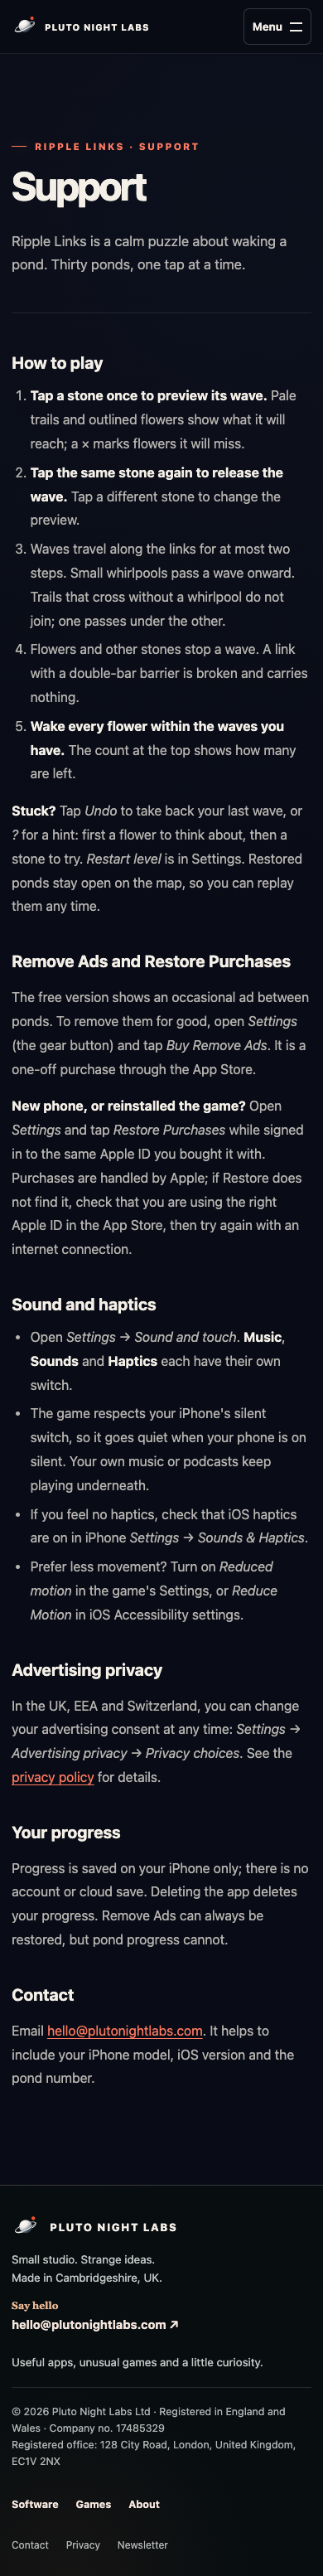 PLUTO NIGHT LABS
Menu
RIPPLE LINKS · SUPPORT
Support
Ripple Links is a calm puzzle about waking a
pond. Thirty ponds, one tap at a time.
How to play
1. Tap a stone once to preview its wave. Pale
trails and outlined flowers show what it will
reach; a × marks flowers it will miss.
2. Tap the same stone again to release the
wave. Tap a different stone to change the
preview.
3. Waves travel along the links for at most two
steps. Small whirlpools pass a wave onward.
Trails that cross without a whirlpool do not
join; one passes under the other.
4. Flowers and other stones stop a wave. A link
with a double-bar barrier is broken and carries
nothing.
5. Wake every flower within the waves you
have. The count at the top shows how many
are left.
Stuck? Tap Undo to take back your last wave, or
? for a hint: first a flower to think about, then a
stone to try. Restart level is in Settings. Restored
ponds stay open on the map, so you can replay
them any time.
Remove Ads and Restore Purchases
The free version shows an occasional ad between
ponds. To remove them for good, open Settings
(the gear button) and tap Buy Remove Ads. It is a
one-off purchase through the App Store.
New phone, or reinstalled the game? Open
Settings and tap Restore Purchases while signed
in to the same Apple ID you bought it with.
Purchases are handled by Apple; if Restore does
not find it, check that you are using the right
Apple ID in the App Store, then try again with an
internet connection.
Sound and haptics
• Open Settings → Sound and touch. Music,
Sounds and Haptics each have their own
switch.
• The game respects your iPhone's silent
switch, so it goes quiet when your phone is on
silent. Your own music or podcasts keep
playing underneath.
• If you feel no haptics, check that iOS haptics
are on in iPhone Settings → Sounds & Haptics.
• Prefer less movement? Turn on Reduced
motion in the game's Settings, or Reduce
Motion in iOS Accessibility settings.
Advertising privacy
In the UK, EEA and Switzerland, you can change
your advertising consent at any time: Settings →
Advertising privacy → Privacy choices. See the
privacy policy for details.
Your progress
Progress is saved on your iPhone only; there is no
account or cloud save. Deleting the app deletes
your progress. Remove Ads can always be
restored, but pond progress cannot.
Contact
Email hello@plutonightlabs.com. It helps to
include your iPhone model, iOS version and the
pond number.
PLUTO NIGHT LABS
Small studio. Strange ideas.
Made in Cambridgeshire, UK.
Say hello
hello@plutonightlabs.com ↗
Useful apps, unusual games and a little curiosity.
© 2026 Pluto Night Labs Ltd · Registered in England and
Wales · Company no. 17485329
Registered office: 128 City Road, London, United Kingdom,
EC1V 2NX
Software Games About
Contact Privacy Newsletter